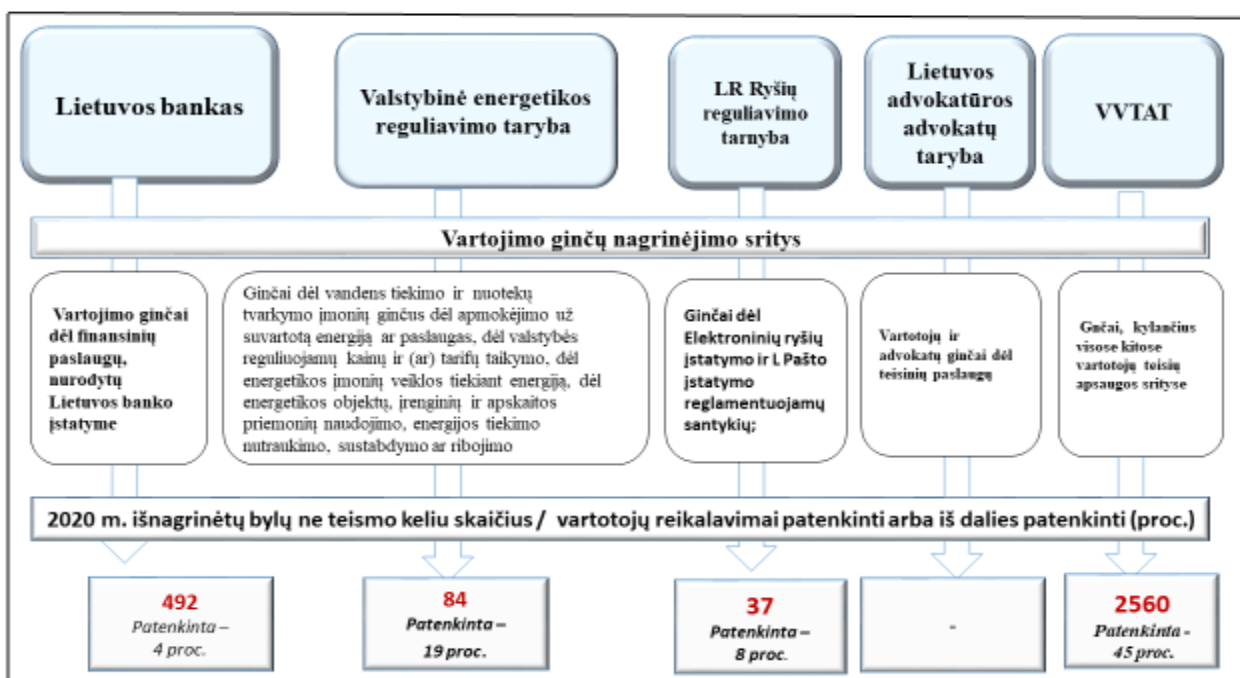 Lietuvos bankas
Valstybinė energetikos
reguliavimo taryba
LR Ryšių
reguliavimo
tarnyba
Lietuvos
advokatūros
advokatų
taryba
VVTAT
Vartojimo ginčų nagrinėjimo sritys
Vartojimo ginčai
dėl finansinių
paslaugų,
nurodytų
Lietuvos banko
įstatyme
Ginčai dėl vandens tiekimo ir nuotekų
tvarkymo įmonių ginčus dėl apmokėjimo už
suvartotą energiją ar paslaugas, dėl valstybės
reguliuojamų kainų ir (ar) tarifų taikymo, dėl
energetikos įmonių veiklos tiekiant energiją, dėl
energetikos objektų, įrenginių ir apskaitos
priemonių naudojimo, energijos tiekimo
nutraukimo, sustabdymo ar ribojimo
Ginčai dėl
Elektroninių ryšių
įstatymo ir L Pašto
įstatymo
reglamentuojamų
santykių;
Vartotojų ir
advokatų ginčai dėl
teisinių paslaugų
Gnčai, kylančius
visose kitose
vartotojų teisių
apsaugos srityse
2020 m. išnagrinėtų bylų ne teismo keliu skaičius / vartotojų reikalavimai patenkinti arba iš dalies patenkinti (proc.)
492
Patenkinta –
4 proc.
84
Patenkinta –
19 proc.
37
Patenkinta –
8 proc.
-
2560
Patenkinta -
45 proc.